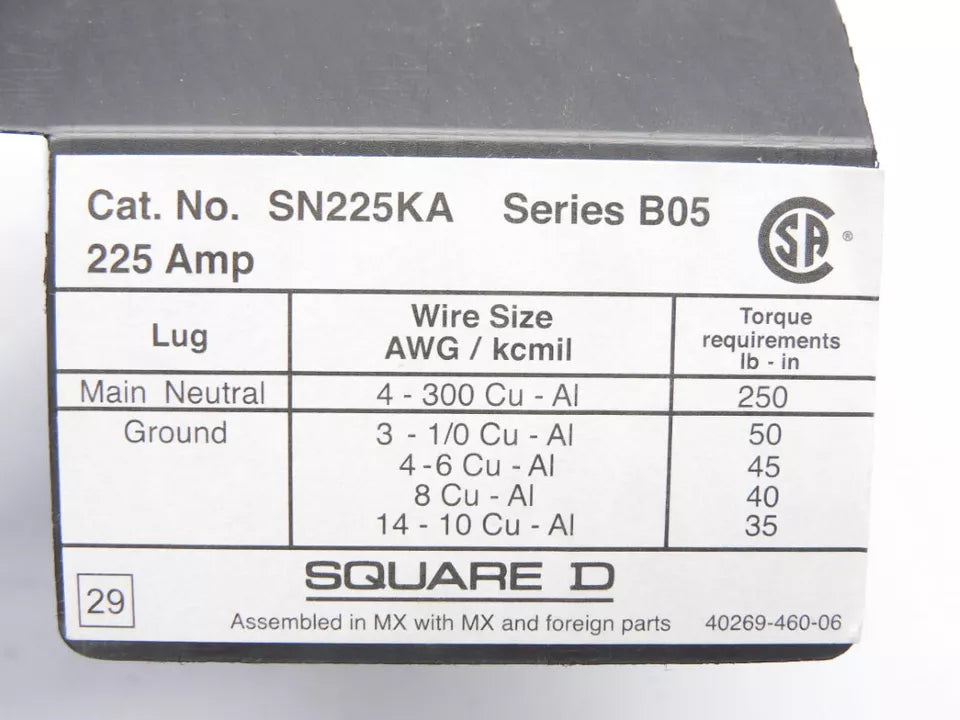 Cat. No. SN225KA Series B05
225 Amp
CSA ®
Lug
Wire Size
AWG / kcmil
Torque
requirements
lb - in
Main Neutral 4 - 300 Cu - Al 250
Ground 3 - 1/0 Cu - Al 50
4 - 6 Cu - Al 45
8 Cu - Al 40
14 - 10 Cu - Al 35
SQUARE D
29
Assembled in MX with MX and foreign parts 40269-460-06